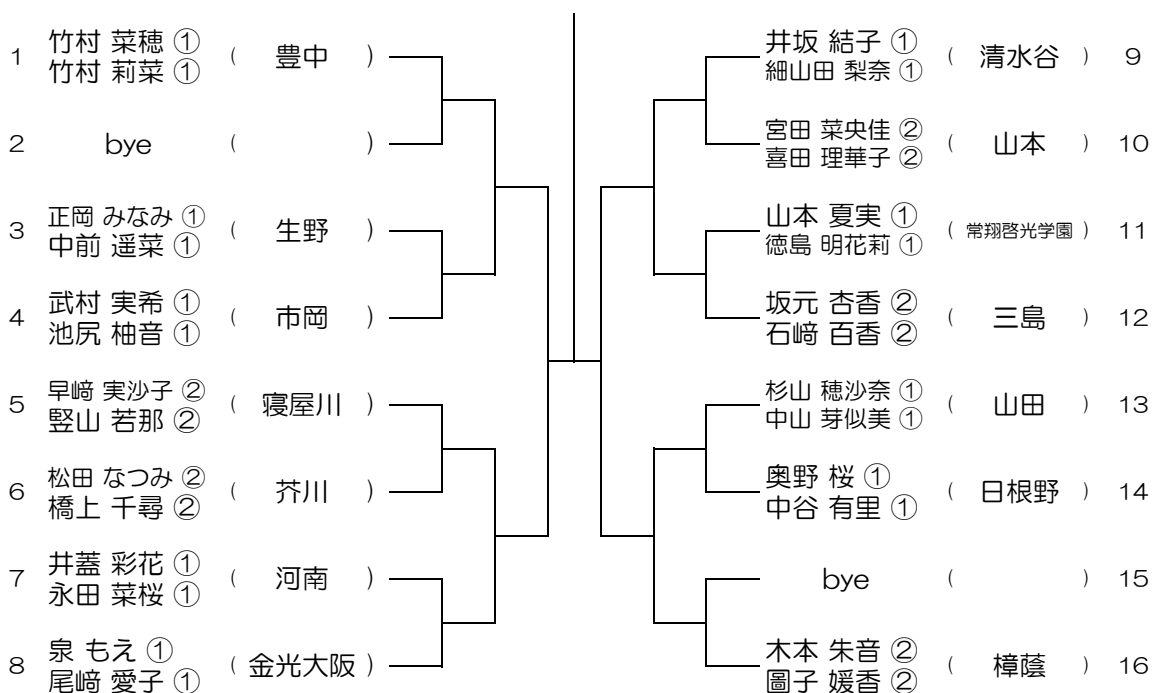 1 竹村 菜穂 ① ( 豊中 )
竹村 莉菜 ①
2 bye ( )
3 正岡 みなみ ① ( 生野 )
中前 遥菜 ①
4 武村 実希 ① ( 市岡 )
池尻 柚音 ①
5 早﨑 実沙子 ② ( 寝屋川 )
竪山 若那 ②
6 松田 なつみ ② ( 芥川 )
橋上 千尋 ②
7 井蓋 彩花 ① ( 河南 )
永田 菜桜 ①
8 泉 もえ ① ( 金光大阪 )
尾﨑 愛子 ①
井坂 結子 ① ( 清水谷 ) 9
細山田 梨奈 ①
宮田 菜央佳 ② ( 山本 ) 10
喜田 理華子 ②
山本 夏実 ① ( 常翔啓光学園 ) 11
徳島 明花莉 ①
坂元 杏香 ② ( 三島 ) 12
石﨑 百香 ②
杉山 穂沙奈 ① ( 山田 ) 13
中山 芽似美 ①
奥野 桜 ① ( 日根野 ) 14
中谷 有里 ①
bye ( ) 15
木本 朱音 ② ( 樟蔭 ) 16
圖子 媛香 ②